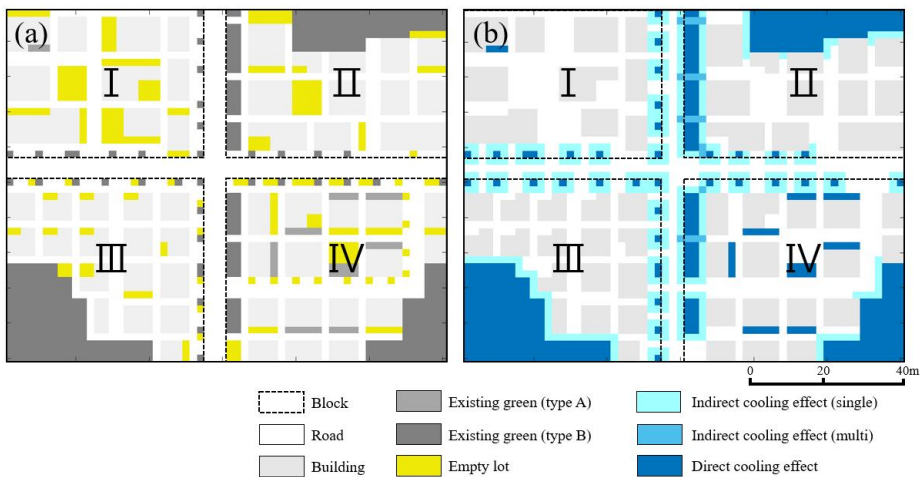 (a)
(b)
I
II
I
II
III
IV
III
IV
0
20
40m
Block
Existing green (type A)
Indirect cooling effect (single)
Road
Existing green (type B)
Indirect cooling effect (multi)
Building
Empty lot
Direct cooling effect